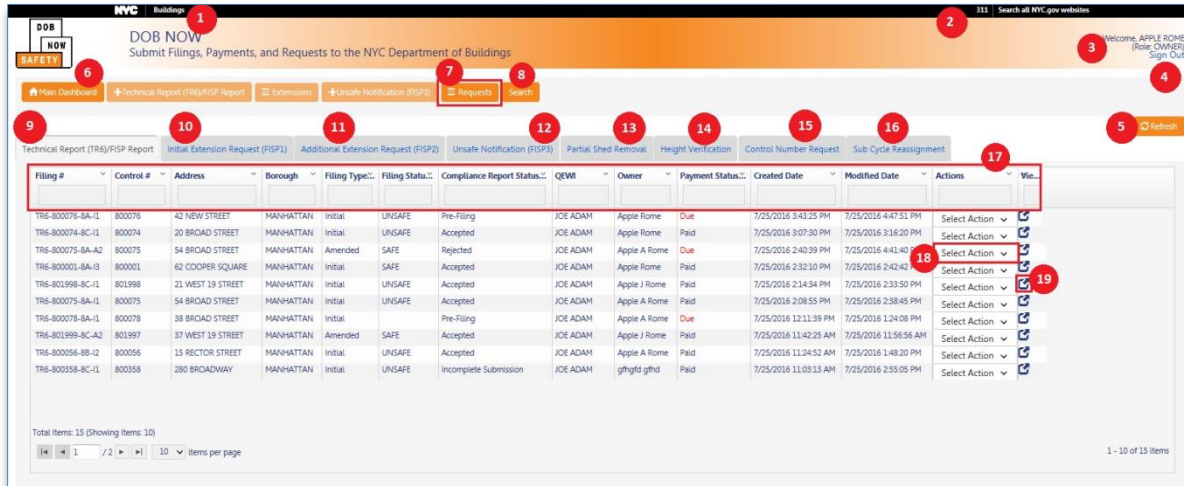 NYC Buildings 1 2 311 Search all NYC.gov websites
DOB
NOW
SAFETY
DOB NOW
Submit Filings, Payments, and Requests to the NYC Department of Buildings
3 Welcome, APPLE ROME
(Role: OWNER)
Sign Out
4
6 7 8
Main Dashboard +Technical Report (TR6)/FISP Report Extensions +Unsafe Notification (FISP3) Requests Search
5 Refresh
9 10 11 12 13 14 15 16
Technical Report (TR6)/FISP Report Initial Extension Request (FISP1) Additional Extension Request (FISP2) Unsafe Notification (FISP3) Partial Shed Removal Height Verification Control Number Request Sub Cycle Reassignment
17
Filing # Control # Address Borough Filing Type... Filing Statu... Compliance Report Status... QEWI Owner Payment Status... Created Date Modified Date Actions Vie...
TR6-800076-8A-I1 800076 42 NEW STREET MANHATTAN Initial UNSAFE Pre-Filing JOE ADAM Apple Rome Due 7/25/2016 3:43:25 PM 7/25/2016 4:47:51 PM Select Action
TR6-800074-8C-I1 800074 20 BROAD STREET MANHATTAN Initial UNSAFE Accepted JOE ADAM Apple Rome Paid 7/25/2016 3:07:30 PM 7/25/2016 3:16:20 PM Select Action
TR6-800075-8A-A2 800075 54 BROAD STREET MANHATTAN Amended SAFE Rejected JOE ADAM Apple A Rome Due 7/25/2016 2:40:39 PM 7/25/2016 4:41:40 Select Action
18
TR6-800001-8A-I3 800001 62 COOPER SQUARE MANHATTAN Initial SAFE Accepted JOE ADAM Apple Rome Paid 7/25/2016 2:32:10 PM 7/25/2016 2:42:42 Select Action
TR6-801998-8C-I1 801998 21 WEST 19 STREET MANHATTAN Initial UNSAFE Accepted JOE ADAM Apple J Rome Paid 7/25/2016 2:14:34 PM 7/25/2016 2:33:50 PM Select Action 19
TR6-800075-8A-I1 800075 54 BROAD STREET MANHATTAN Initial UNSAFE Accepted JOE ADAM Apple A Rome Paid 7/25/2016 2:08:55 PM 7/25/2016 2:38:45 PM Select Action
TR6-800078-8A-I1 800078 38 BROAD STREET MANHATTAN Initial Pre-Filing JOE ADAM Apple A Rome Due 7/25/2016 12:11:39 PM 7/25/2016 1:24:08 PM Select Action
TR6-801999-8C-A2 801997 37 WEST 19 STREET MANHATTAN Amended SAFE Accepted JOE ADAM Apple J Rome Paid 7/25/2016 11:42:25 AM 7/25/2016 11:56:56 AM Select Action
TR6-800056-8B-I2 800056 15 RECTOR STREET MANHATTAN Initial UNSAFE Accepted JOE ADAM Apple A Rome Paid 7/25/2016 11:24:52 AM 7/25/2016 1:48:20 PM Select Action
TR6-800358-8C-I1 800358 280 BROADWAY MANHATTAN Initial UNSAFE Incomplete Submission JOE ADAM gfhgfd gfhd Paid 7/25/2016 11:03:13 AM 7/25/2016 2:55:05 PM Select Action
Total Items: 15 (Showing Items: 10)
1 / 2 10 items per page 1 - 10 of 15 items